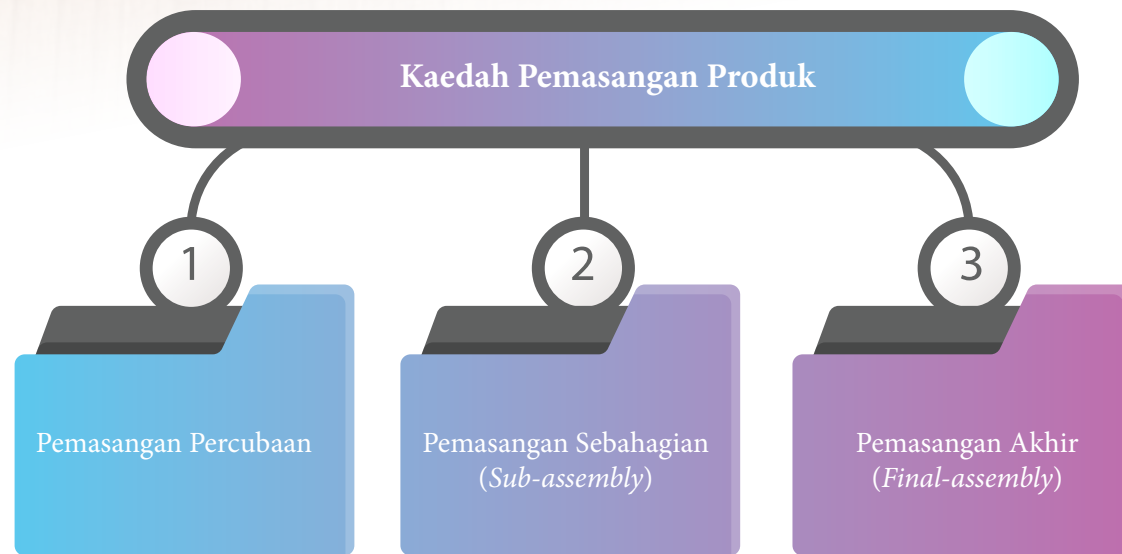 Kaedah Pemasangan Produk
1
2
3
Pemasangan Percubaan
Pemasangan Sebahagian
(Sub-assembly)
Pemasangan Akhir
(Final-assembly)